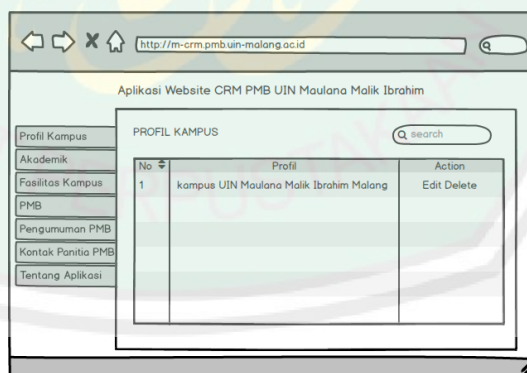 http://m-crm.pmb.uin-malang.ac.id
Aplikasi Website CRM PMB UIN Maulana Malik Ibrahim
Profil Kampus
Akademik
Fasilitas Kampus
PMB
Pengumuman PMB
Kontak Panitia PMB
Tentang Aplikasi
PROFIL KAMPUS
search
No Profil Action
1 kampus UIN Maulana Malik Ibrahim Malang Edit Delete